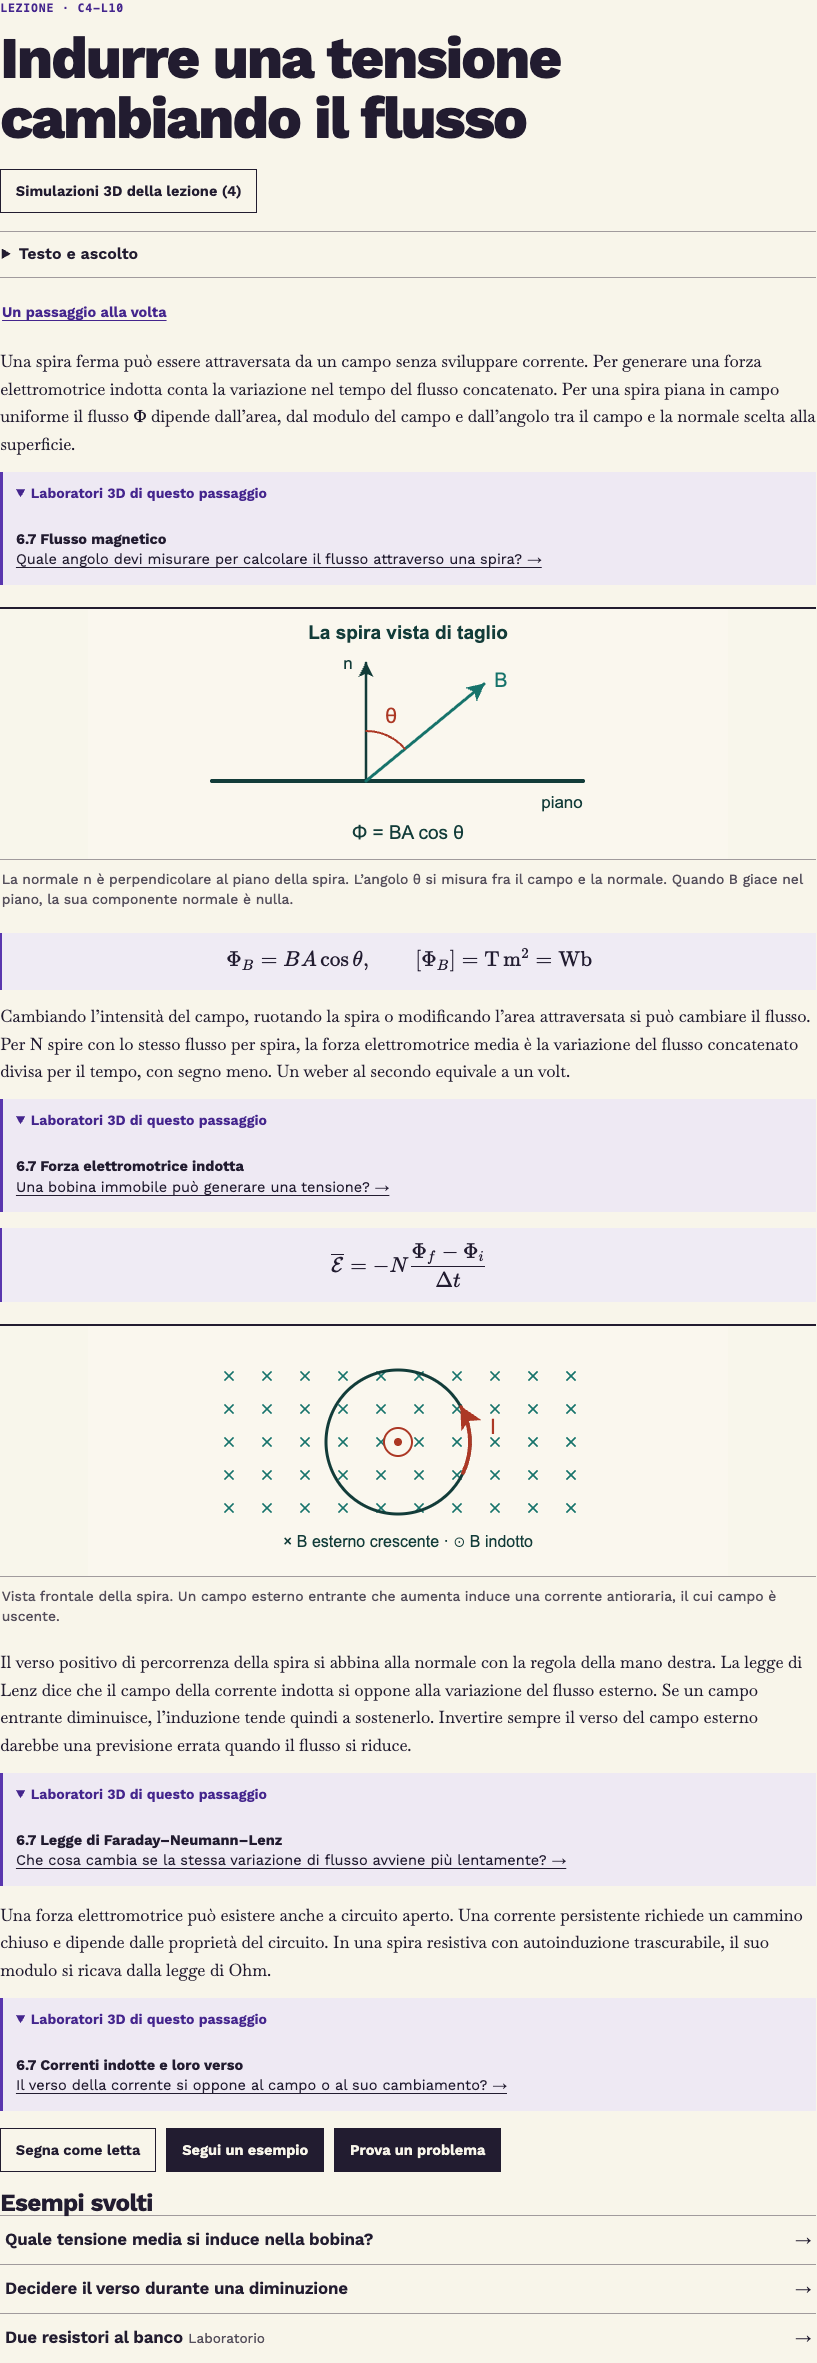 LEZIONE · C4–L10
Indurre una tensione
cambiando il flusso
Simulazioni 3D della lezione (4)
▶ Testo e ascolto
Un passaggio alla volta
Una spira ferma può essere attraversata da un campo senza sviluppare corrente. Per generare una forza
elettromotrice indotta conta la variazione nel tempo del flusso concatenato. Per una spira piana in campo
uniforme il flusso Φ dipende dall’area, dal modulo del campo e dall’angolo tra il campo e la normale scelta alla
superficie.
▼ Laboratori 3D di questo passaggio
6.7 Flusso magnetico
Quale angolo devi misurare per calcolare il flusso attraverso una spira? →
La spira vista di taglio
n
B
θ
piano
Φ = BA cos θ
La normale n è perpendicolare al piano della spira. L’angolo θ si misura fra il campo e la normale. Quando B giace nel
piano, la sua componente normale è nulla.
Φ_B = BA cos θ, [Φ_B] = T m² = Wb
Cambiando l’intensità del campo, ruotando la spira o modificando l’area attraversata si può cambiare il flusso.
Per N spire con lo stesso flusso per spira, la forza elettromotrice media è la variazione del flusso concatenato
divisa per il tempo, con segno meno. Un weber al secondo equivale a un volt.
▼ Laboratori 3D di questo passaggio
6.7 Forza elettromotrice indotta
Una bobina immobile può generare una tensione? →
ℰ̅ = −N (Φ_f − Φ_i) / Δt
I
× B esterno crescente · ⊙ B indotto
Vista frontale della spira. Un campo esterno entrante che aumenta induce una corrente antioraria, il cui campo è
uscente.
Il verso positivo di percorrenza della spira si abbina alla normale con la regola della mano destra. La legge di
Lenz dice che il campo della corrente indotta si oppone alla variazione del flusso esterno. Se un campo
entrante diminuisce, l’induzione tende quindi a sostenerlo. Invertire sempre il verso del campo esterno
darebbe una previsione errata quando il flusso si riduce.
▼ Laboratori 3D di questo passaggio
6.7 Legge di Faraday–Neumann–Lenz
Che cosa cambia se la stessa variazione di flusso avviene più lentamente? →
Una forza elettromotrice può esistere anche a circuito aperto. Una corrente persistente richiede un cammino
chiuso e dipende dalle proprietà del circuito. In una spira resistiva con autoinduzione trascurabile, il suo
modulo si ricava dalla legge di Ohm.
▼ Laboratori 3D di questo passaggio
6.7 Correnti indotte e loro verso
Il verso della corrente si oppone al campo o al suo cambiamento? →
Segna come letta Segui un esempio Prova un problema
Esempi svolti
Quale tensione media si induce nella bobina? →
Decidere il verso durante una diminuzione →
Due resistori al banco Laboratorio →